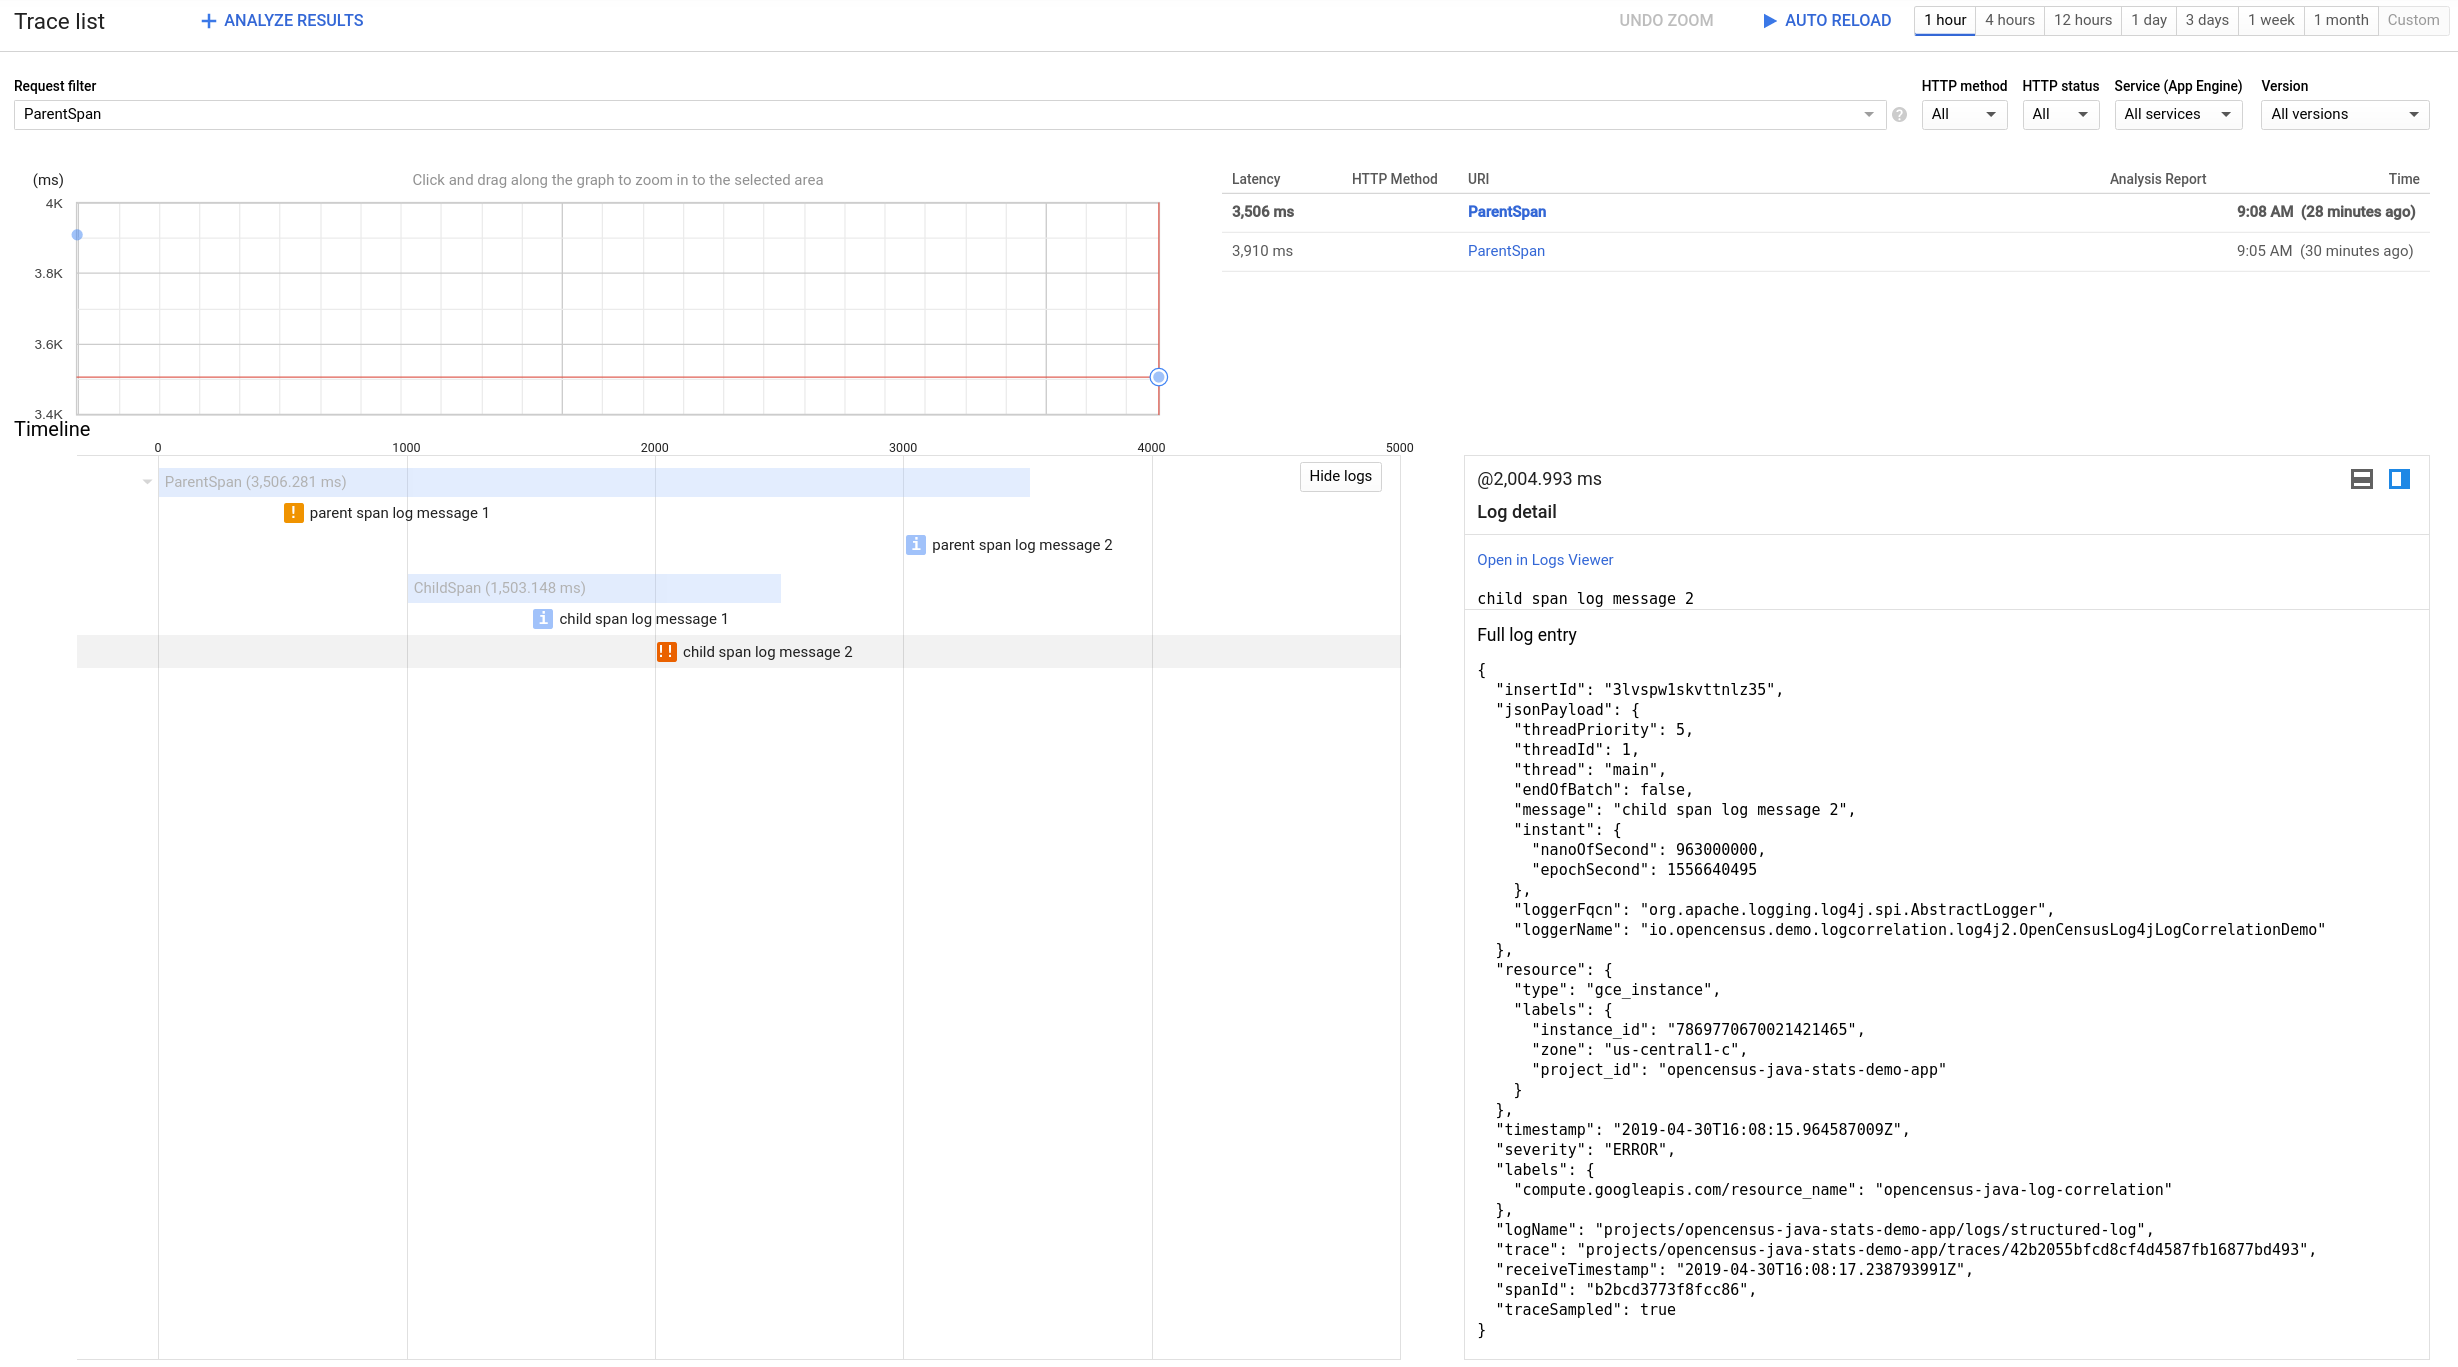 Trace list
ANALYZE RESULTS
UNDO ZOOM
AUTO RELOAD
1 hour
4 hours
12 hours
1 day
3 days
1 week
1 month
Custom
Request filter
HTTP method
HTTP status
Service (App Engine)
Version
ParentSpan
?
All
All
All services
All versions
(ms)
Click and drag along the graph to zoom in to the selected area
4K
3.8K
3.6K
3.4K
Latency HTTP Method URI Analysis Report Time
3,506 ms ParentSpan 9:08 AM (28 minutes ago)
3,910 ms ParentSpan 9:05 AM (30 minutes ago)
Timeline
0 1000 2000 3000 4000 5000
ParentSpan (3,506.281 ms)
Hide logs
! parent span log message 1
i parent span log message 2
ChildSpan (1,503.148 ms)
i child span log message 1
!! child span log message 2
@2,004.993 ms
Log detail
Open in Logs Viewer
child span log message 2
Full log entry
{
"insertId": "3lvspw1skvttnlz35",
"jsonPayload": {
"threadPriority": 5,
"threadId": 1,
"thread": "main",
"endOfBatch": false,
"message": "child span log message 2",
"instant": {
"nanoOfSecond": 963000000,
"epochSecond": 1556640495
},
"loggerFqcn": "org.apache.logging.log4j.spi.AbstractLogger",
"loggerName": "io.opencensus.demo.logcorrelation.log4j2.OpenCensusLog4jLogCorrelationDemo"
},
"resource": {
"type": "gce_instance",
"labels": {
"instance_id": "7869770670021421465",
"zone": "us-central1-c",
"project_id": "opencensus-java-stats-demo-app"
}
},
"timestamp": "2019-04-30T16:08:15.964587009Z",
"severity": "ERROR",
"labels": {
"compute.googleapis.com/resource_name": "opencensus-java-log-correlation"
},
"logName": "projects/opencensus-java-stats-demo-app/logs/structured-log",
"trace": "projects/opencensus-java-stats-demo-app/traces/42b2055bfcd8cf4d4587fb16877bd493",
"receiveTimestamp": "2019-04-30T16:08:17.238793991Z",
"spanId": "b2bcd3773f8fcc86",
"traceSampled": true
}